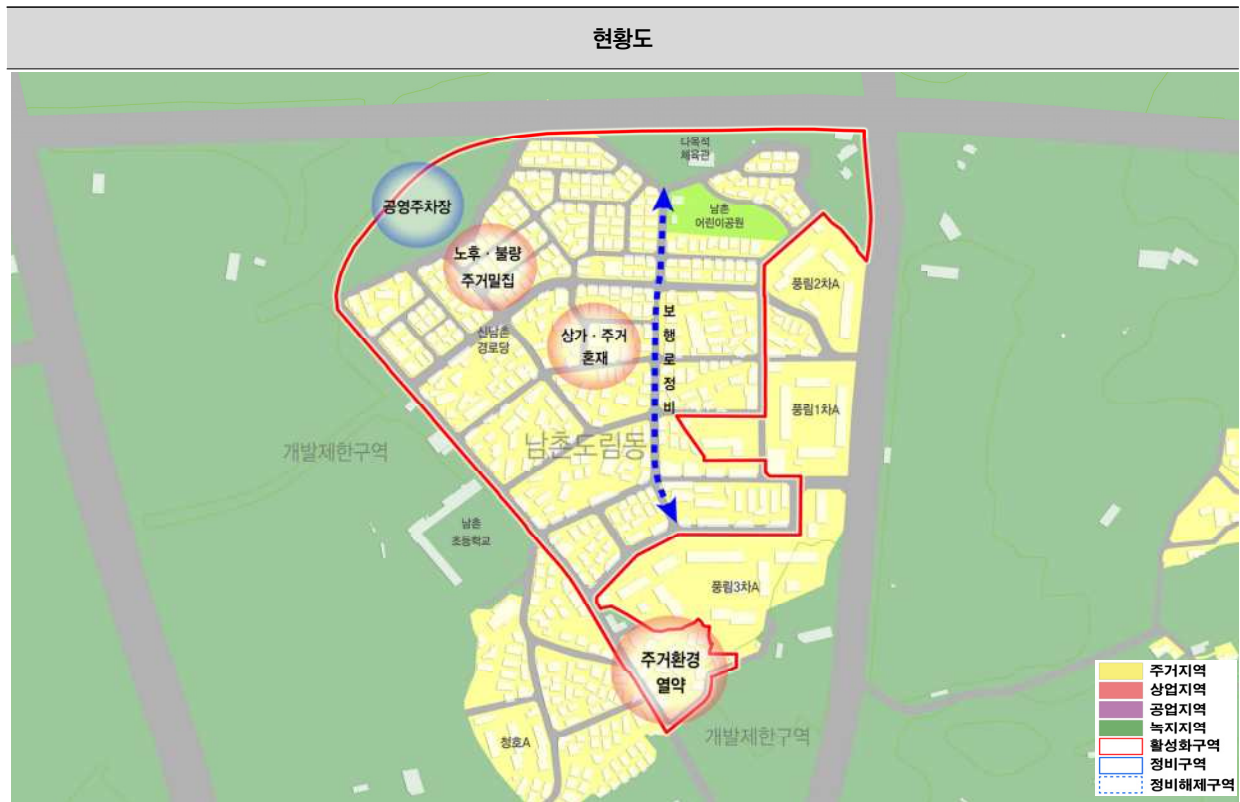 현황도
다목적
체육관
공영주차장
남촌
어린이공원
노후 · 불량
주거밀집
풍림2차A
신남촌
경로당
상가 · 주거
혼재
보
행
로
정
비
풍림1차A
개발제한구역
남촌도림동
남촌
초등학교
풍림3차A
주거환경
열악
청호A
개발제한구역
주거지역
상업지역
공업지역
녹지지역
활성화구역
정비구역
정비해제구역